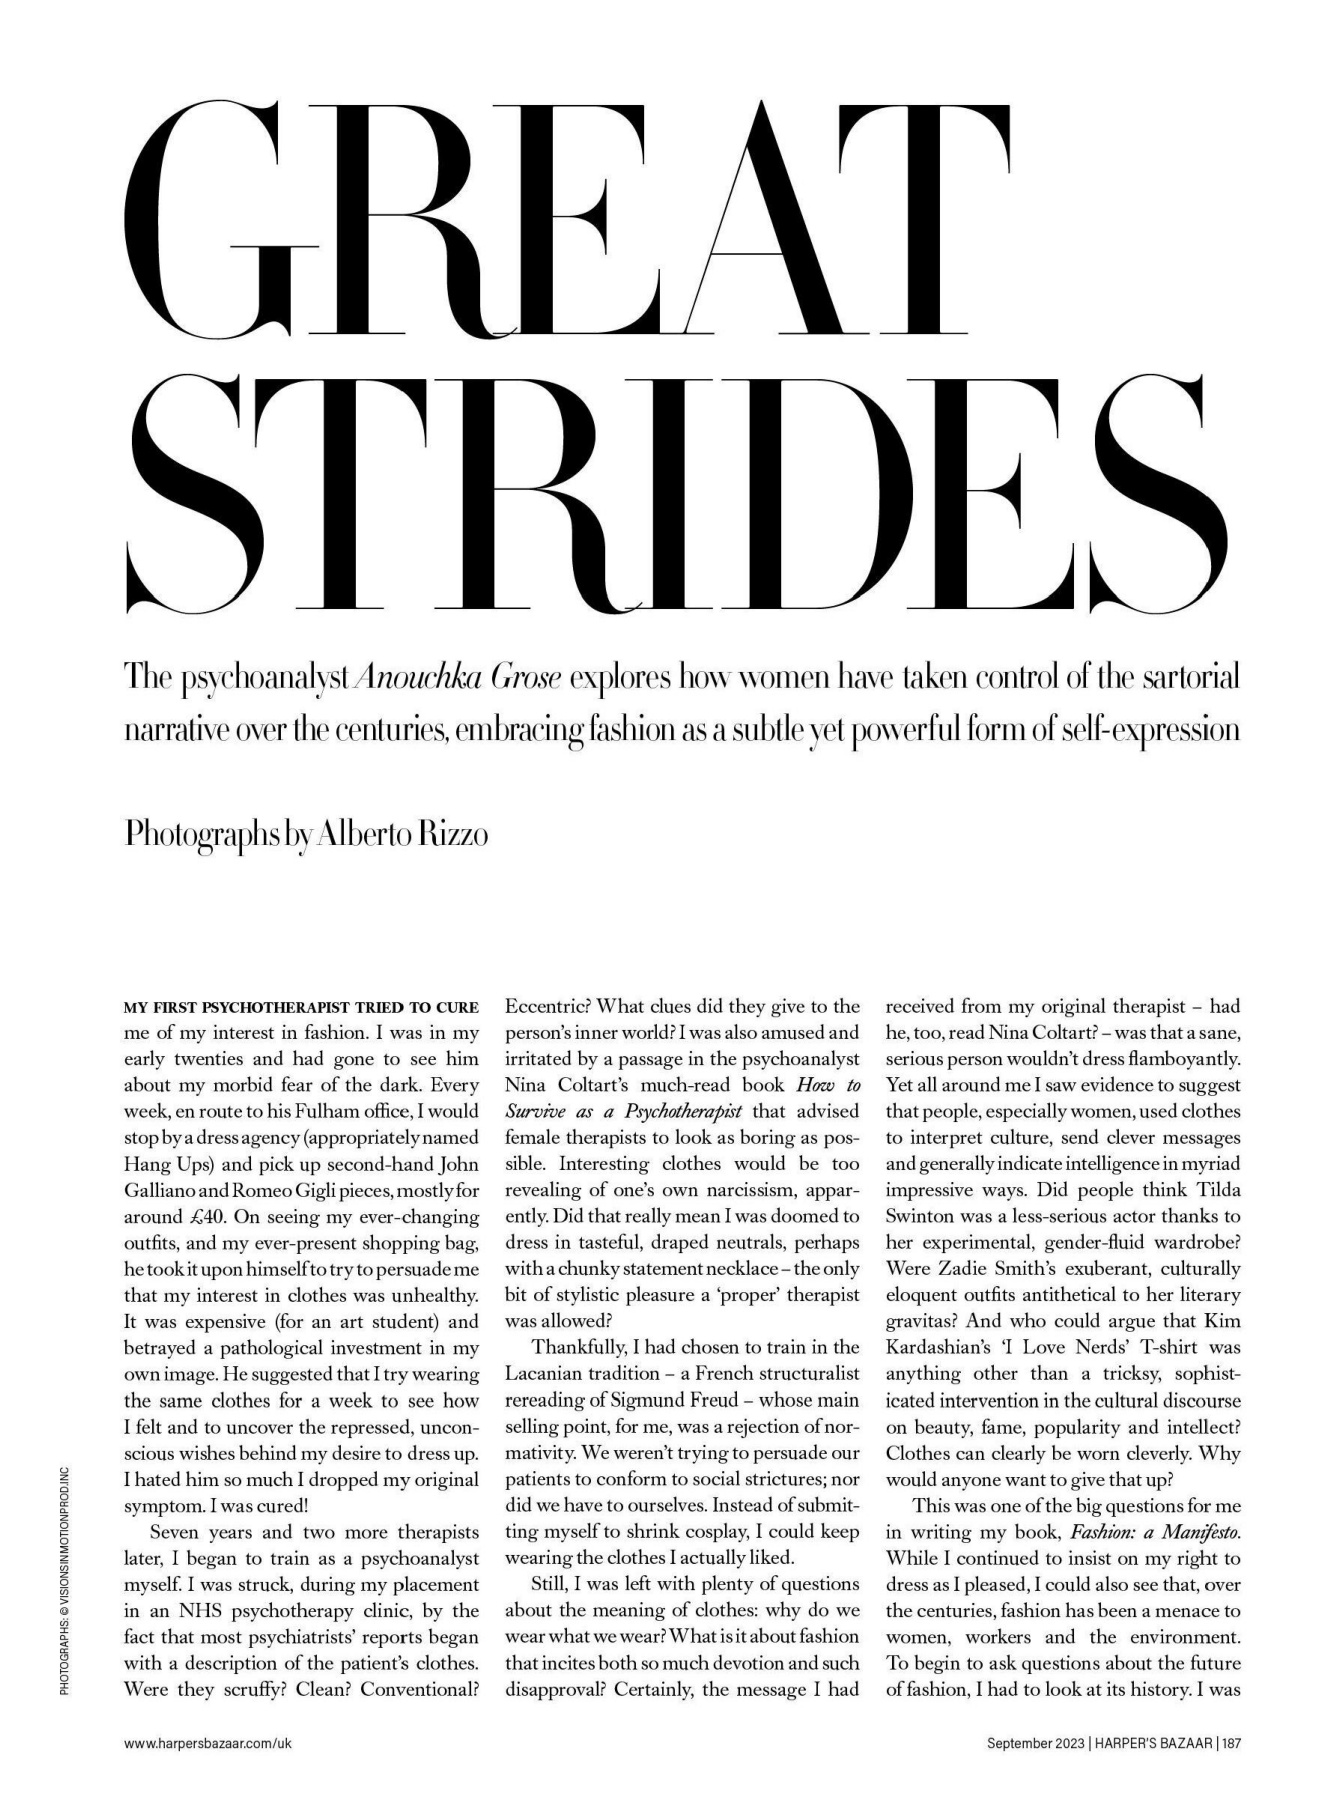 GREAT
STRIDES
The psychoanalyst Anouchka Grose explores how women have taken control of the sartorial
narrative over the centuries, embracing fashion as a subtle yet powerful form of self-expression
Photographs by Alberto Rizzo
MY FIRST PSYCHOTHERAPIST TRIED TO CURE
me of my interest in fashion. I was in my
early twenties and had gone to see him
about my morbid fear of the dark. Every
week, en route to his Fulham office, I would
stop by a dress agency (appropriately named
Hang Ups) and pick up second-hand John
Galliano and Romeo Gigli pieces, mostly for
around £40. On seeing my ever-changing
outfits, and my ever-present shopping bag,
he took it upon himself to try to persuade me
that my interest in clothes was unhealthy.
It was expensive (for an art student) and
betrayed a pathological investment in my
own image. He suggested that I try wearing
the same clothes for a week to see how
I felt and to uncover the repressed, uncon-
scious wishes behind my desire to dress up.
I hated him so much I dropped my original
symptom. I was cured!
Seven years and two more therapists
later, I began to train as a psychoanalyst
myself. I was struck, during my placement
in an NHS psychotherapy clinic, by the
fact that most psychiatrists’ reports began
with a description of the patient’s clothes.
Were they scruffy? Clean? Conventional?
Eccentric? What clues did they give to the
person’s inner world? I was also amused and
irritated by a passage in the psychoanalyst
Nina Coltart’s much-read book How to
Survive as a Psychotherapist that advised
female therapists to look as boring as pos-
sible. Interesting clothes would be too
revealing of one’s own narcissism, appar-
ently. Did that really mean I was doomed to
dress in tasteful, draped neutrals, perhaps
with a chunky statement necklace – the only
bit of stylistic pleasure a ‘proper’ therapist
was allowed?
Thankfully, I had chosen to train in the
Lacanian tradition – a French structuralist
rereading of Sigmund Freud – whose main
selling point, for me, was a rejection of nor-
mativity. We weren’t trying to persuade our
patients to conform to social strictures; nor
did we have to ourselves. Instead of submit-
ting myself to shrink cosplay, I could keep
wearing the clothes I actually liked.
Still, I was left with plenty of questions
about the meaning of clothes: why do we
wear what we wear? What is it about fashion
that incites both so much devotion and such
disapproval? Certainly, the message I had
received from my original therapist – had
he, too, read Nina Coltart? – was that a sane,
serious person wouldn’t dress flamboyantly.
Yet all around me I saw evidence to suggest
that people, especially women, used clothes
to interpret culture, send clever messages
and generally indicate intelligence in myriad
impressive ways. Did people think Tilda
Swinton was a less-serious actor thanks to
her experimental, gender-fluid wardrobe?
Were Zadie Smith’s exuberant, culturally
eloquent outfits antithetical to her literary
gravitas? And who could argue that Kim
Kardashian’s ‘I Love Nerds’ T-shirt was
anything other than a tricksy, sophist-
icated intervention in the cultural discourse
on beauty, fame, popularity and intellect?
Clothes can clearly be worn cleverly. Why
would anyone want to give that up?
This was one of the big questions for me
in writing my book, Fashion: a Manifesto.
While I continued to insist on my right to
dress as I pleased, I could also see that, over
the centuries, fashion has been a menace to
women, workers and the environment.
To begin to ask questions about the future
of fashion, I had to look at its history. I was
PHOTOGRAPHS: © VISIONSINMOTIONPROD.INC
www.harpersbazaar.com/uk
September 2023 | HARPER’S BAZAAR | 187